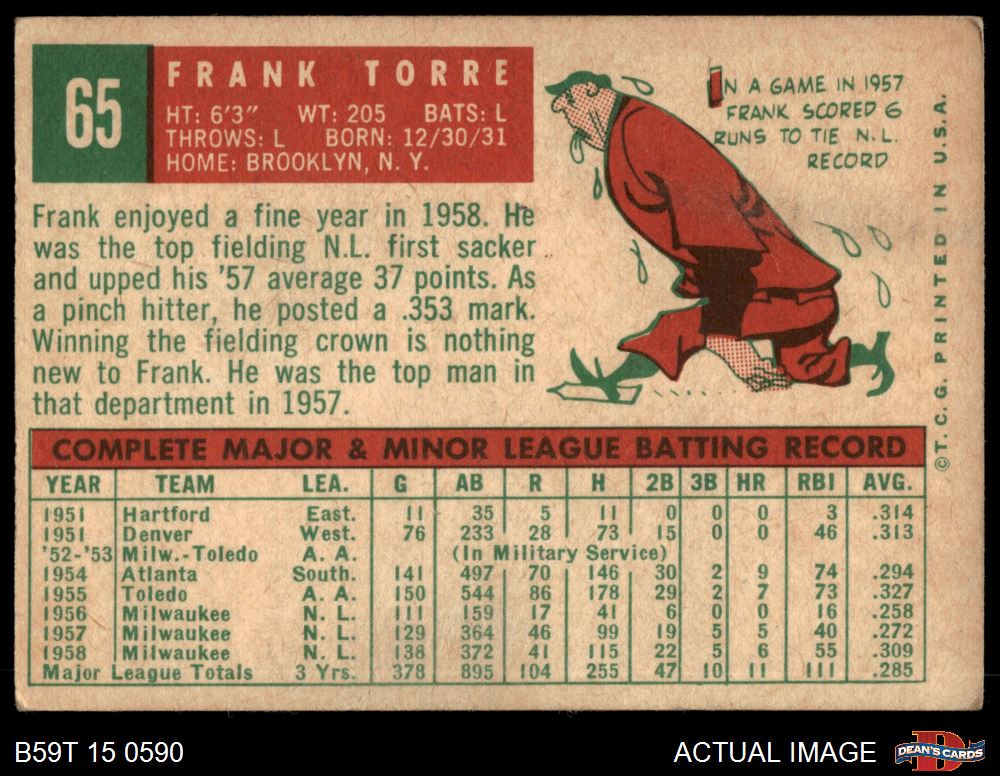 65
FRANK TORRE
HT: 6'3" WT: 205 BATS: L
THROWS: L BORN: 12/30/31
HOME: BROOKLYN, N. Y.
IN A GAME IN 1957
FRANK SCORED 6
RUNS TO TIE N.L.
RECORD
Frank enjoyed a fine year in 1958. He
was the top fielding N.L. first sacker
and upped his '57 average 37 points. As
a pinch hitter, he posted a .353 mark.
Winning the fielding crown is nothing
new to Frank. He was the top man in
that department in 1957.
©T. C. G. PRINTED IN U.S.A.
COMPLETE MAJOR & MINOR LEAGUE BATTING RECORD
YEAR TEAM LEA. G AB R H 2B 3B HR RBI AVG.
1951 Hartford East. 11 35 5 11 0 0 0 3 .314
1951 Denver West. 76 233 28 73 15 0 0 46 .313
'52-'53 Milw.-Toledo A. A. (In Military Service)
1954 Atlanta South. 141 497 70 146 30 2 9 74 .294
1955 Toledo A. A. 150 544 86 178 29 2 7 73 .327
1956 Milwaukee N. L. 111 159 17 41 6 0 0 16 .258
1957 Milwaukee N. L. 129 364 46 99 19 5 5 40 .272
1958 Milwaukee N. L. 138 372 41 115 22 5 6 55 .309
Major League Totals 3 Yrs. 378 895 104 255 47 10 11 111 .285
B59T 15 0590
ACTUAL IMAGE
D
DEAN'S CARDS